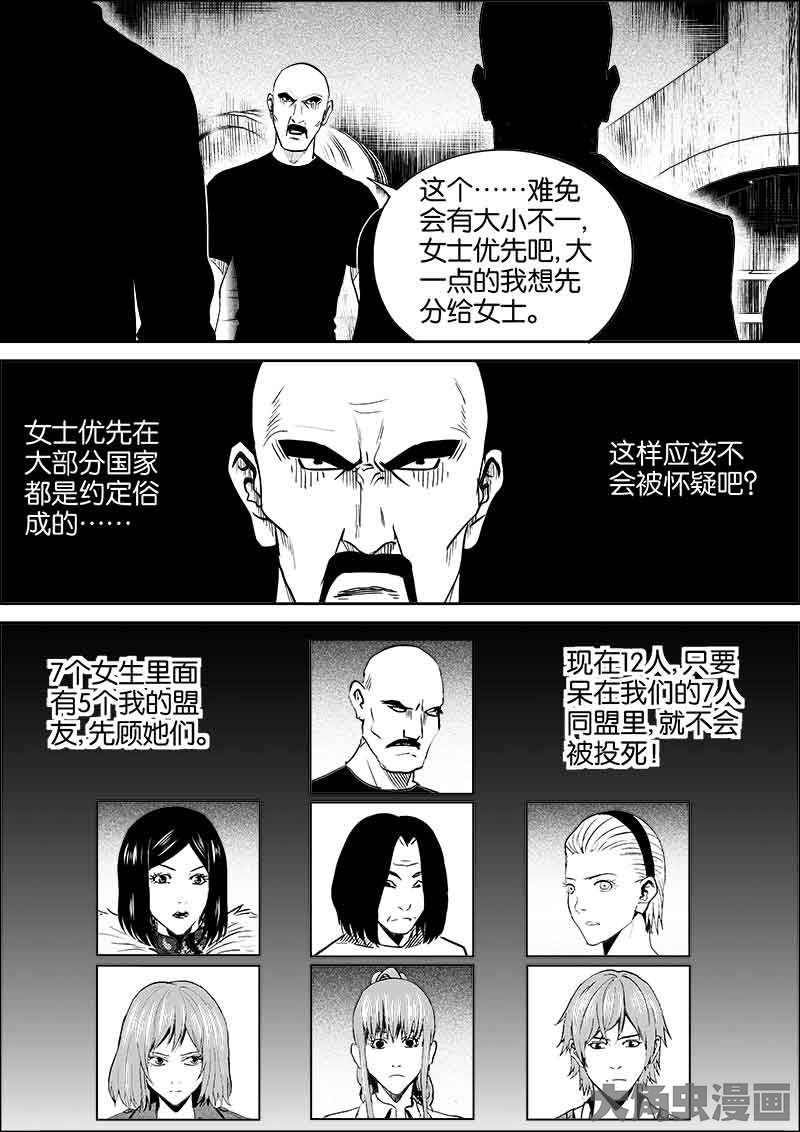 这个……难免
会有大小不一，
女士优先吧，大
一点的我想先
分给女士。
女士优先在
大部分国家
都是约定俗
成的……
这样应该不
会被怀疑吧？
7个女生里面
有5个我的盟
友，先顾她们。
现在12人，只要
呆在我们的7人
同盟里，就不会
被投死！
大角虫漫画